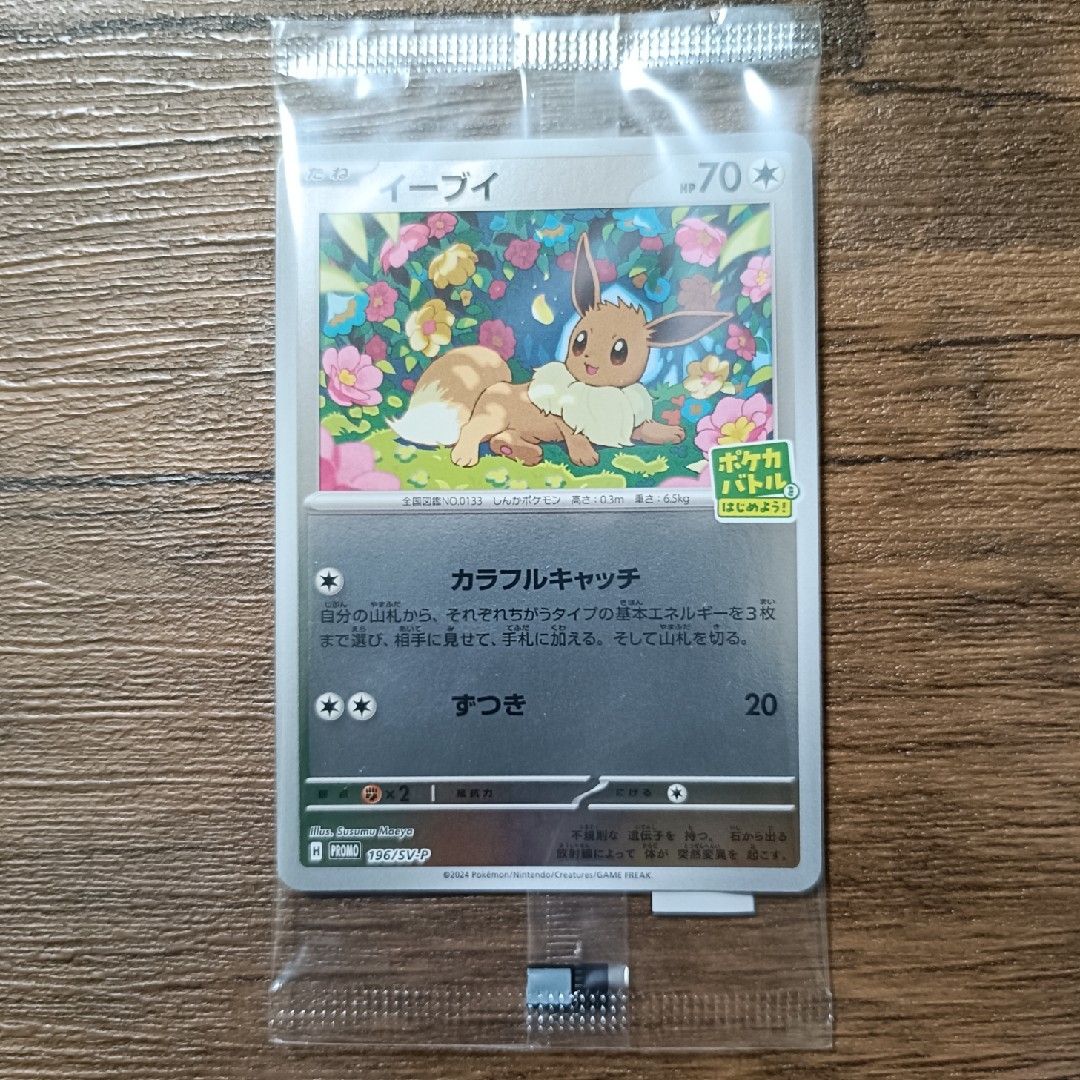 たね イーブイ HP70
全国図鑑NO.0133 しんかポケモン 高さ:0.3m 重さ:6.5kg
ポケカ
バトル
はじめよう!
カラフルキャッチ
自分の山札から、それぞれちがうタイプの基本エネルギーを3枚
まで選び、相手に見せて、手札に加える。そして山札を切る。
ずつき 20
弱点 ×2 抵抗力 にげる
Illus. Susumu Maeya
不規則な 遺伝子を 持つ。 石から出る
放射線によって 体が 突然変異を 起こす。
H PROMO 196/SV-P
©2024 Pokémon/Nintendo/Creatures/GAME FREAK